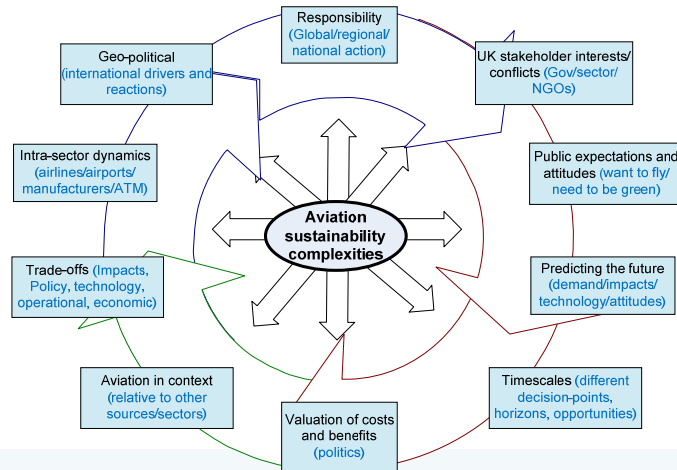 Responsibility
(Global/regional/
national action)
Geo-political
(international drivers and
reactions)
UK stakeholder interests/
conflicts (Gov/sector/
NGOs)
Intra-sector dynamics
(airlines/airports/
manufacturers/ATM)
Public expectations and
attitudes (want to fly/
need to be green)
Aviation
sustainability
complexities
Trade-offs (Impacts,
Policy, technology,
operational, economic)
Predicting the future
(demand/impacts/
technology/attitudes)
Aviation in context
(relative to other
sources/sectors)
Timescales (different
decision-points,
horizons, opportunities)
Valuation of costs
and benefits
(politics)